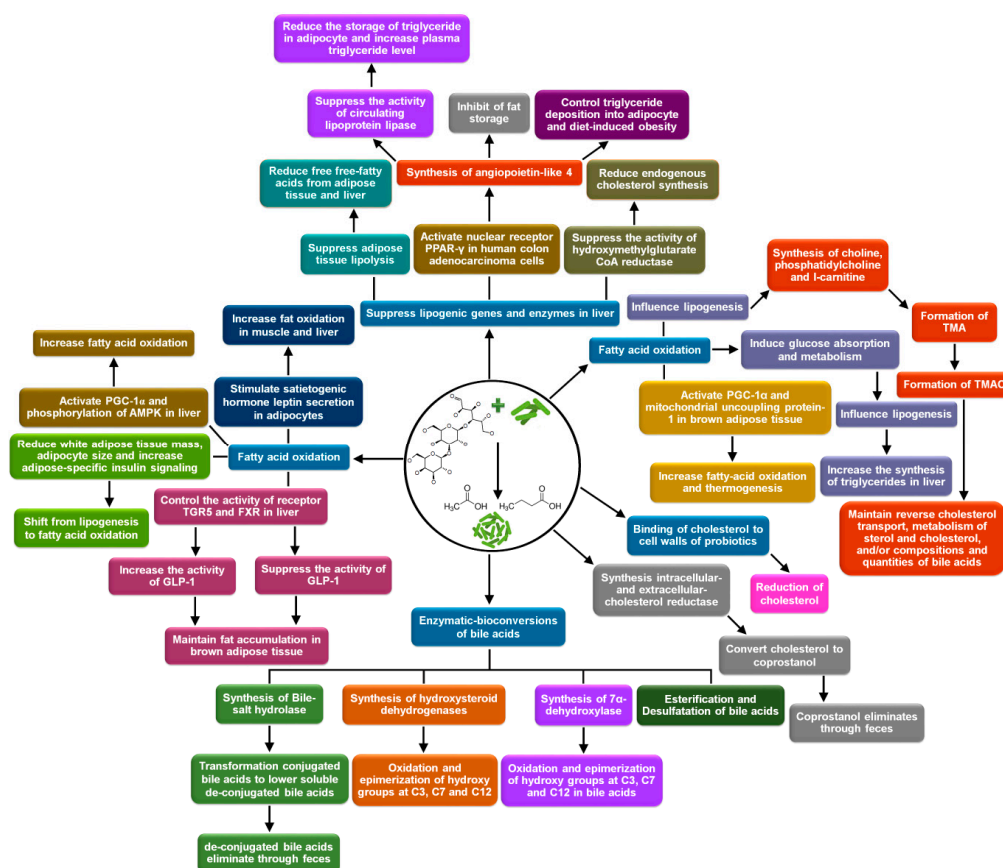 Reduce the storage of triglyceride
in adipocyte and increase plasma
triglyceride level
Suppress the activity
of circulating
lipoprotein lipase
Inhibit of fat
storage
Control triglyceride
deposition into adipocyte
and diet-induced obesity
Reduce free free-fatty
acids from adipose
tissue and liver
Synthesis of angiopoietin-like 4
Reduce endogenous
cholesterol synthesis
Suppress adipose
tissue lipolysis
Activate nuclear receptor
PPAR-γ in human colon
adenocarcinoma cells
Suppress the activity of
hydroxymethylglutarate
CoA reductase
Synthesis of choline,
phosphatidylcholine
and l-carnitine
Increase fat oxidation
in muscle and liver
Suppress lipogenic genes and enzymes in liver
Influence lipogenesis
Formation of
TMA
Increase fatty acid oxidation
Fatty acid oxidation
Induce glucose absorption
and metabolism
Formation of TMAO
Activate PGC-1α and
phosphorylation of AMPK in liver
Stimulate satietogenic
hormone leptin secretion
in adipocytes
Activate PGC-1α and
mitochondrial uncoupling protein-
1 in brown adipose tissue
Influence lipogenesis
Reduce white adipose tissue mass,
adipocyte size and increase
adipose-specific insulin signaling
Fatty acid oxidation
Increase fatty-acid oxidation
and thermogenesis
Increase the synthesis of
triglycerides in liver
Shift from lipogenesis
to fatty acid oxidation
Control the activity of receptor
TGR5 and FXR in liver
O
H₃C
OH
O
H₃C
OH
Binding of cholesterol to
cell walls of probiotics
Maintain reverse cholesterol
transport, metabolism of
sterol and cholesterol,
and/or compositions and
quantities of bile acids
Increase the activity
of GLP-1
Suppress the activity of
GLP-1
Synthesis intracellular-
and extracellular-
cholesterol reductase
Reduction of
cholesterol
Maintain fat accumulation in
brown adipose tissue
Enzymatic-bioconversions
of bile acids
Convert cholesterol to
coprostanol
Synthesis of Bile-
salt hydrolase
Synthesis of hydroxysteroid
dehydrogenases
Synthesis of 7α-
dehydroxylase
Esterification and
Desulfatation of bile acids
Coprostanol eliminates
through feces
Transformation conjugated
bile acids to lower soluble
de-conjugated bile acids
Oxidation and
epimerization of hydroxy
groups at C3, C7 and C12
Oxidation and epimerization
of hydroxy groups at C3, C7
and C12 in bile acids
de-conjugated bile acids
eliminate through feces